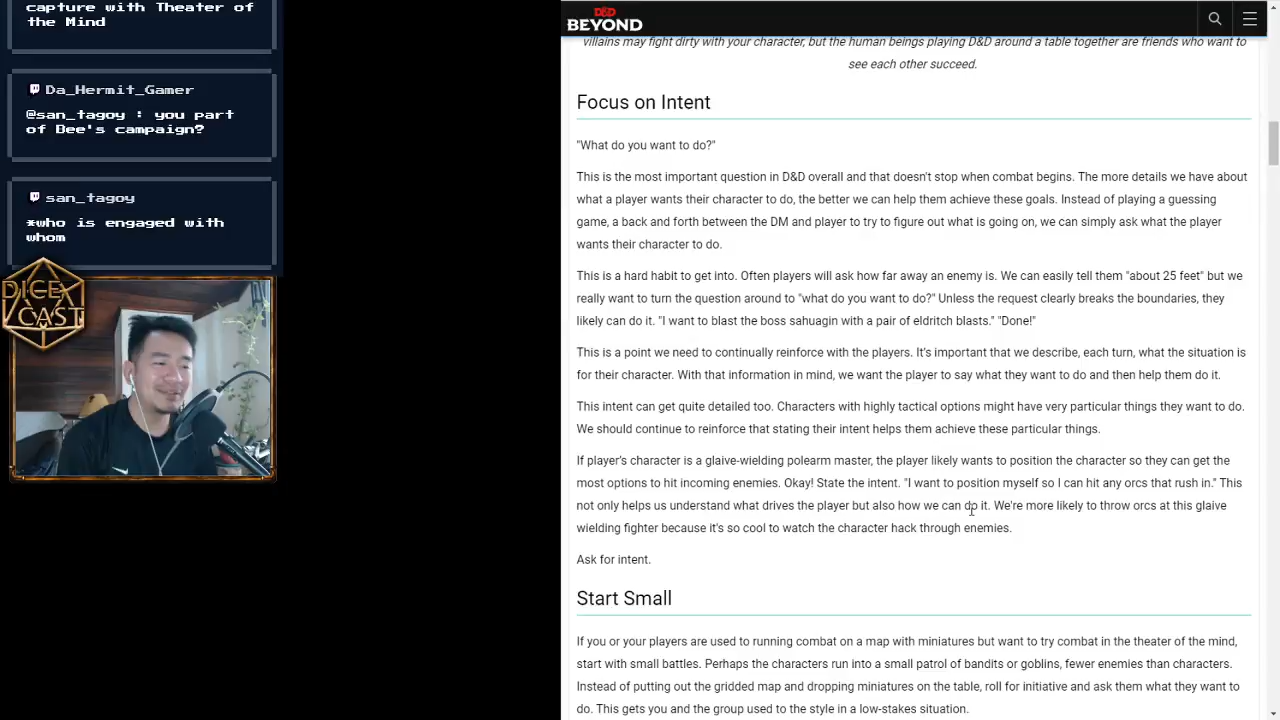 capture with Theater of
the Mind
Da_Hermit_Gamer
@san_tagoy : you part
of Dee's campaign?
san_tagoy
*who is engaged with
whom
DICE
CAST
D&D
BEYOND
villains may fight dirty with your character, but the human beings playing D&D around a table together are friends who want to
see each other succeed.
Focus on Intent
"What do you want to do?"
This is the most important question in D&D overall and that doesn't stop when combat begins. The more details we have about
what a player wants their character to do, the better we can help them achieve these goals. Instead of playing a guessing
game, a back and forth between the DM and player to try to figure out what is going on, we can simply ask what the player
wants their character to do.
This is a hard habit to get into. Often players will ask how far away an enemy is. We can easily tell them "about 25 feet" but we
really want to turn the question around to "what do you want to do?" Unless the request clearly breaks the boundaries, they
likely can do it. "I want to blast the boss sahuagin with a pair of eldritch blasts." "Done!"
This is a point we need to continually reinforce with the players. It's important that we describe, each turn, what the situation is
for their character. With that information in mind, we want the player to say what they want to do and then help them do it.
This intent can get quite detailed too. Characters with highly tactical options might have very particular things they want to do.
We should continue to reinforce that stating their intent helps them achieve these particular things.
If player's character is a glaive-wielding polearm master, the player likely wants to position the character so they can get the
most options to hit incoming enemies. Okay! State the intent. "I want to position myself so I can hit any orcs that rush in." This
not only helps us understand what drives the player but also how we can do it. We're more likely to throw orcs at this glaive
wielding fighter because it's so cool to watch the character hack through enemies.
Ask for intent.
Start Small
If you or your players are used to running combat on a map with miniatures but want to try combat in the theater of the mind,
start with small battles. Perhaps the characters run into a small patrol of bandits or goblins, fewer enemies than characters.
Instead of putting out the gridded map and dropping miniatures on the table, roll for initiative and ask them what they want to
do. This gets you and the group used to the style in a low-stakes situation.